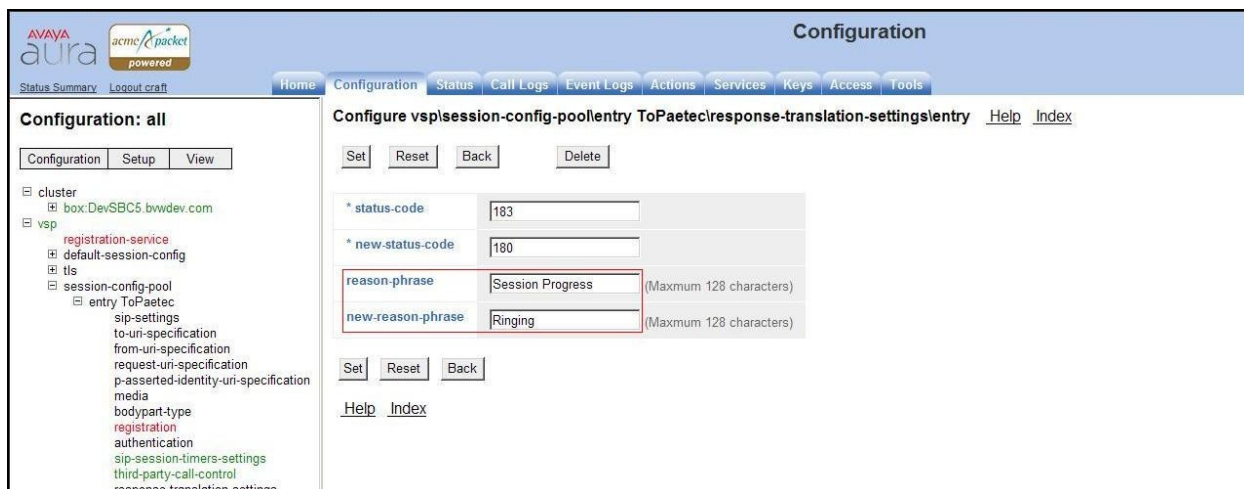 AVAYA
aura
acme packet
powered
Configuration
Status Summary Logout craft
Home Configuration Status Call Logs Event Logs Actions Services Keys Access Tools
Configuration: all
Configuration Setup View
cluster
box:DevSBC5.bvwdev.com
vsp
registration-service
default-session-config
tls
session-config-pool
entry ToPaetec
sip-settings
to-uri-specification
from-uri-specification
request-uri-specification
p-asserted-identity-uri-specification
media
bodypart-type
registration
authentication
sip-session-timers-settings
third-party-call-control
response-translation-settings
Configure vsp\session-config-pool\entry ToPaetec\response-translation-settings\entry Help Index
Set Reset Back Delete
* status-code 183
* new-status-code 180
reason-phrase Session Progress (Maxmum 128 characters)
new-reason-phrase Ringing (Maxmum 128 characters)
Set Reset Back
Help Index